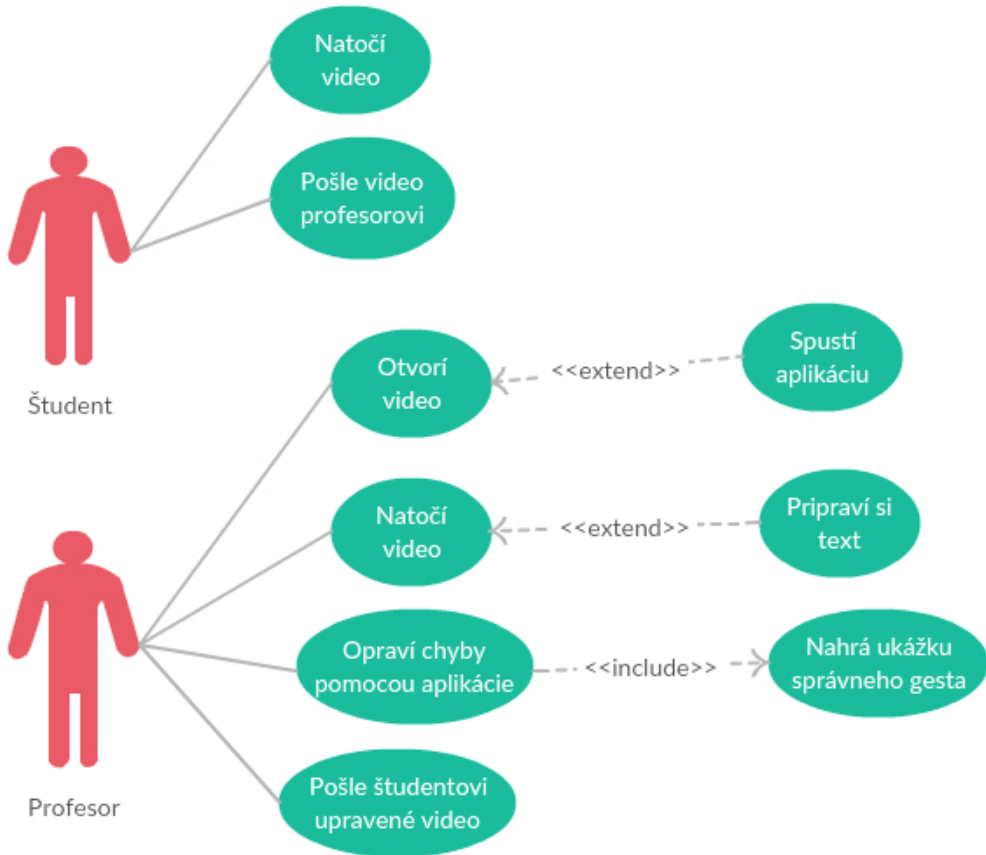 Natočí
video
Pošle video
profesorovi
Študent
Otvorí
video
<<extend>>
Spustí
aplikáciu
Natočí
video
<<extend>>
Pripraví si
text
Opraví chyby
pomocou aplikácie
<<include>>
Nahrá ukážku
správneho gesta
Pošle študentovi
upravené video
Profesor